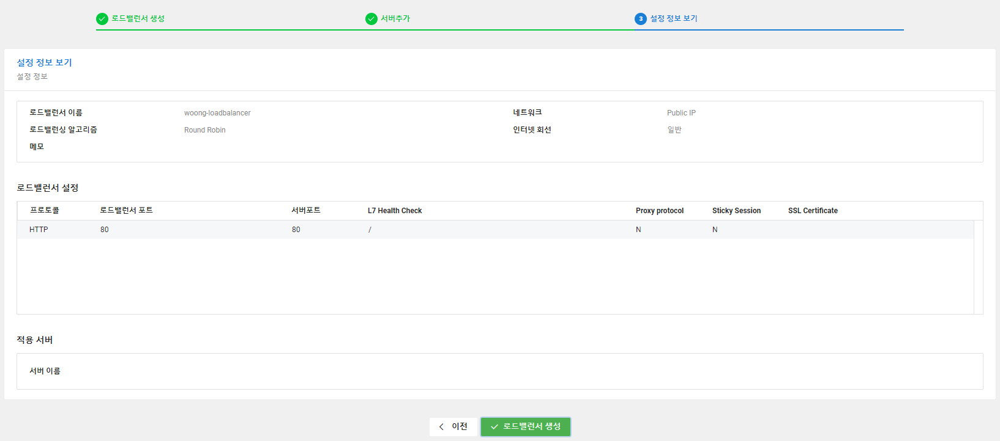 로드밸런서 생성 서버추가 3 설정 정보 보기
설정 정보 보기
설정 정보
로드밸런서 이름 woong-loadbalancer 네트워크 Public IP
로드밸런싱 알고리즘 Round Robin 인터넷 회선 일반
메모
로드밸런서 설정
프로토콜 로드밸런서 포트 서버포트 L7 Health Check Proxy protocol Sticky Session SSL Certificate
HTTP 80 80 / N N
적용 서버
서버 이름
이전 로드밸런서 생성